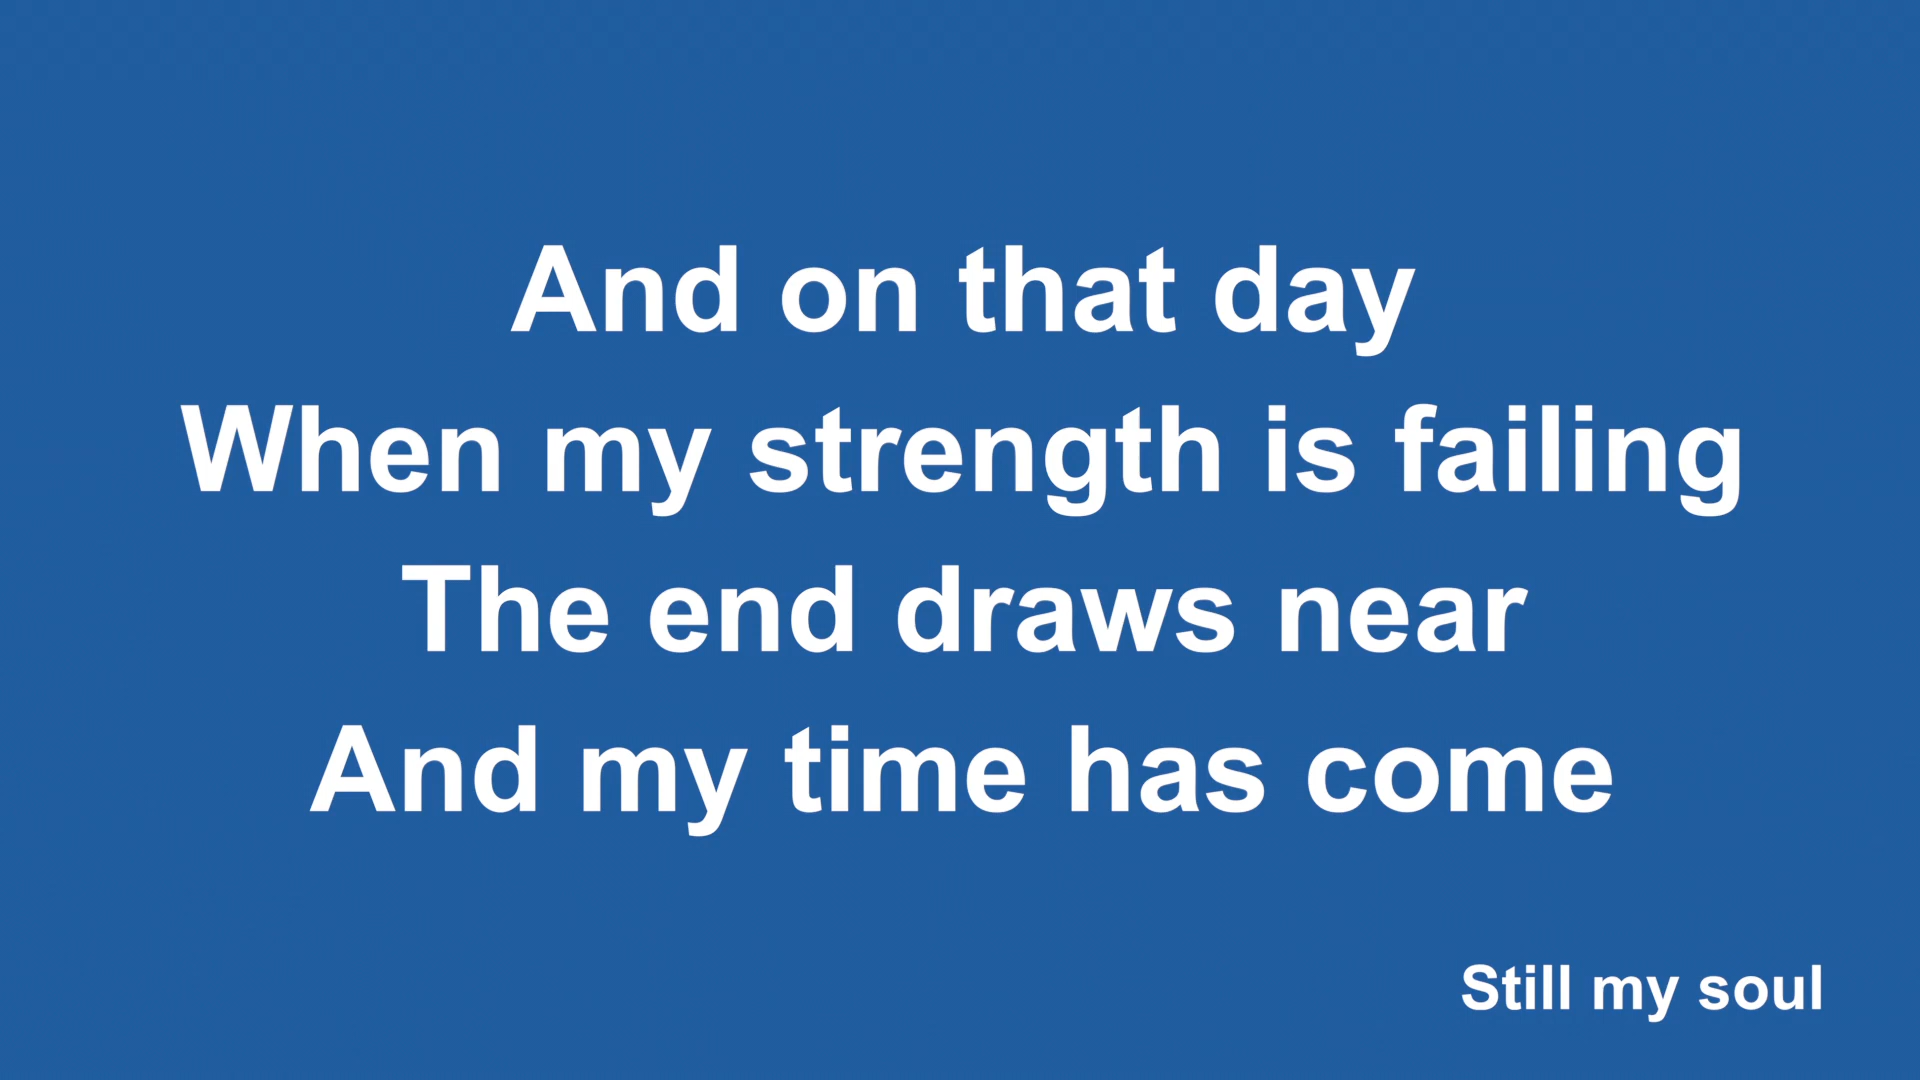 And on that day
When my strength is failing
The end draws near
And my time has come
Still my soul